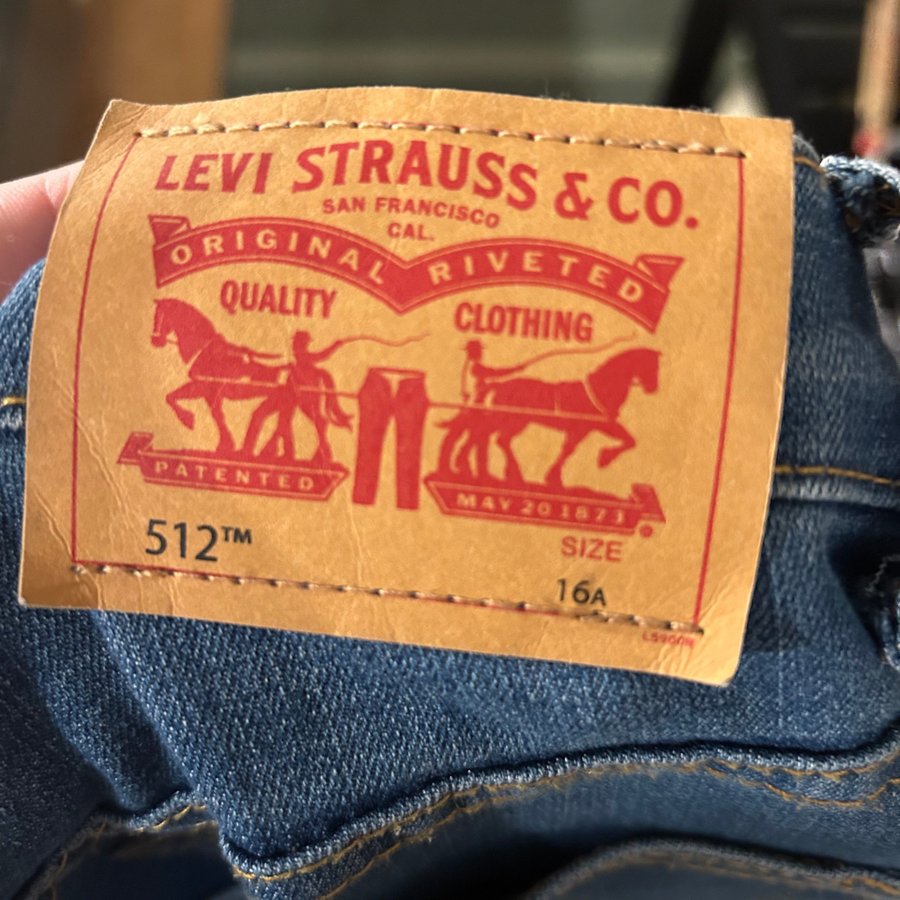 LEVI STRAUSS & CO.
SAN FRANCISCO
CAL.
ORIGINAL RIVETED
QUALITY CLOTHING
PATENTED MAY 20 1873
512™
SIZE
16A